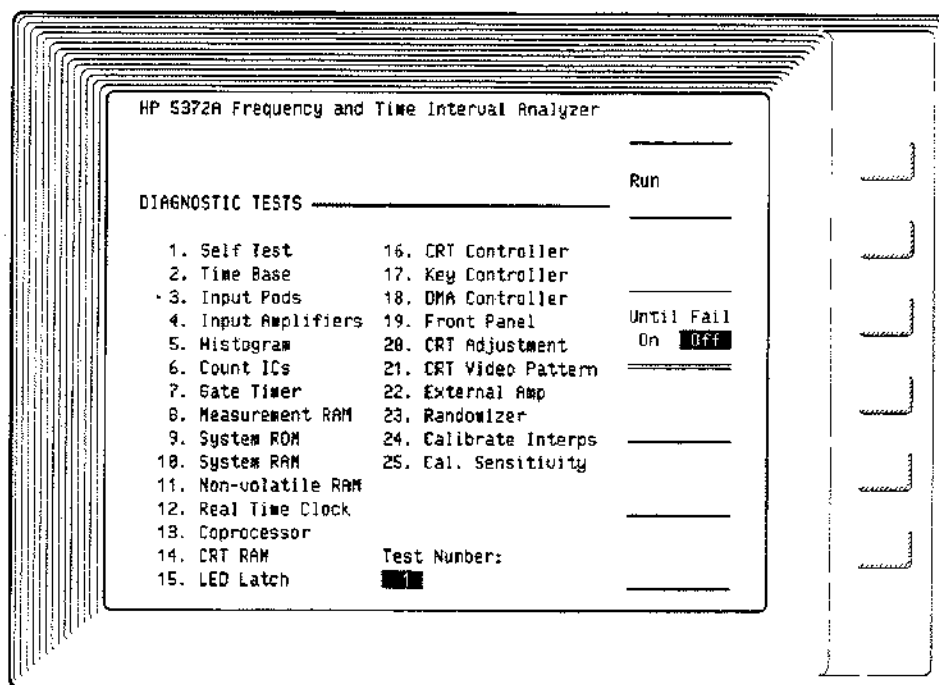 HP 5372A Frequency and Time Interval Analyzer
Run
DIAGNOSTIC TESTS
1. Self Test
2. Time Base
3. Input Pods
4. Input Amplifiers
5. Histogram
6. Count ICs
7. Gate Timer
8. Measurement RAM
9. System ROM
10. System RAM
11. Non-volatile RAM
12. Real Time Clock
13. Coprocessor
14. CRT RAM
15. LED Latch
16. CRT Controller
17. Key Controller
18. DMA Controller
19. Front Panel
20. CRT Adjustment
21. CRT Video Pattern
22. External Amp
23. Randomizer
24. Calibrate Interps
25. Cal. Sensitivity
Test Number:
1
Until Fail
On Off